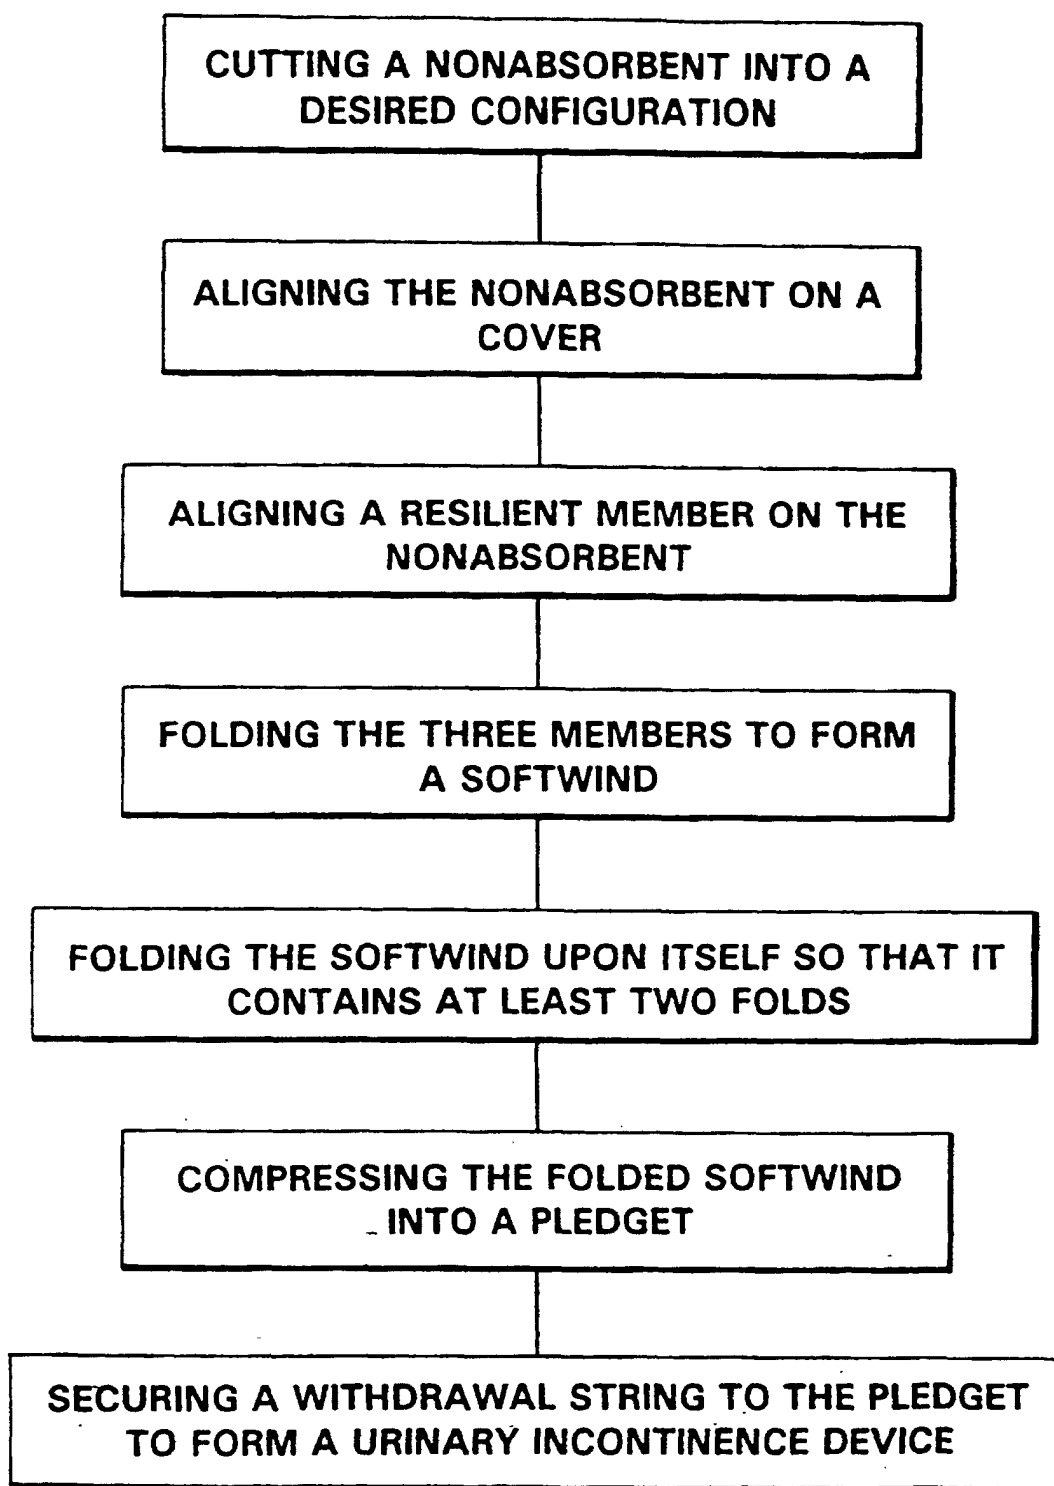 CUTTING A NONABSORBENT INTO A
DESIRED CONFIGURATION
ALIGNING THE NONABSORBENT ON A
COVER
ALIGNING A RESILIENT MEMBER ON THE
NONABSORBENT
FOLDING THE THREE MEMBERS TO FORM
A SOFTWIND
FOLDING THE SOFTWIND UPON ITSELF SO THAT IT
CONTAINS AT LEAST TWO FOLDS
COMPRESSING THE FOLDED SOFTWIND
INTO A PLEDGET
SECURING A WITHDRAWAL STRING TO THE PLEDGET
TO FORM A URINARY INCONTINENCE DEVICE